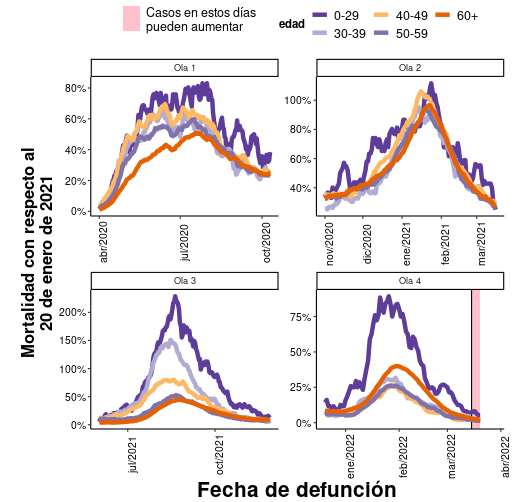 Casos en estos días
pueden aumentar
edad
0-29
40-49
60+
30-39
50-59
Mortalidad con respecto al
20 de enero de 2021
Ola 1
80%
60%
40%
20%
0%
abr/2020
jul/2020
oct/2020
Ola 2
100%
80%
60%
40%
nov/2020
dic/2020
ene/2021
feb/2021
mar/2021
Ola 3
200%
150%
100%
50%
0%
jul/2021
oct/2021
Ola 4
75%
50%
25%
0%
ene/2022
feb/2022
mar/2022
abr/2022
Fecha de defunción